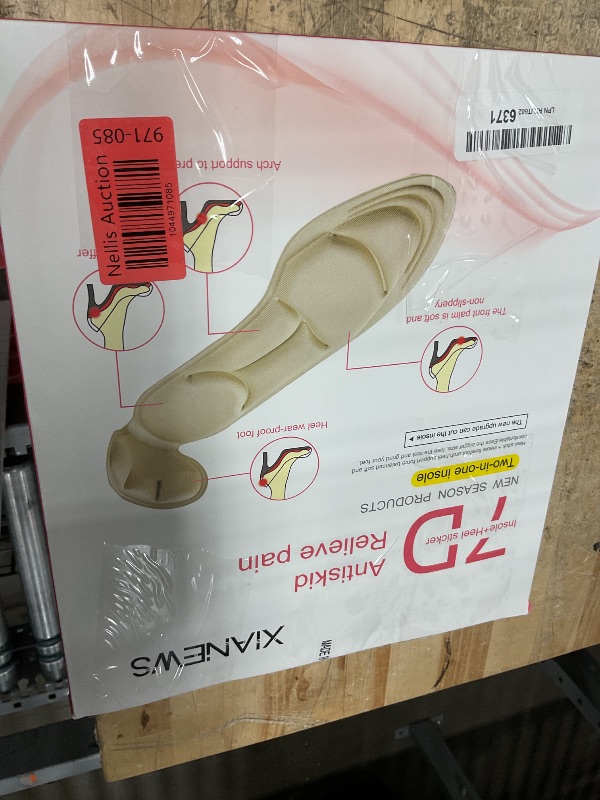 XIANEWS
7D
Insole+Heel sticker
Antiskid
Relieve pain
NEW SEASON PRODUCTS
Two-in-one insole
The new upgrade can cut the insole ▶
Heel wear-proof foot
The front palm is soft and
non-slippery
Arch support to pre
ffer
Nellis Auction
1044971085
971-085
6371
MADE